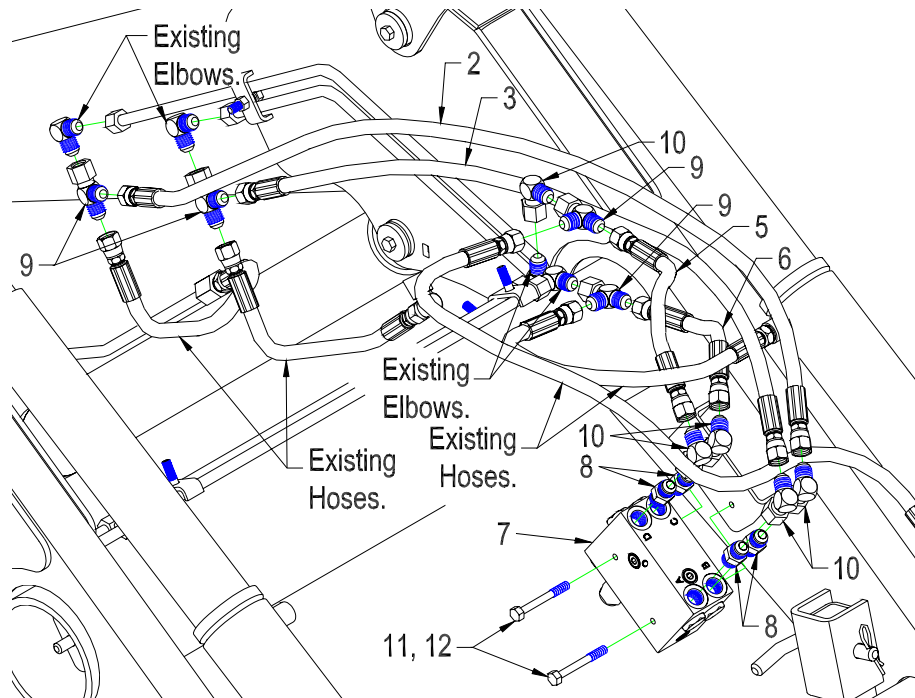 Existing
Elbows.
2
3
10
9
9
5
6
9
Existing
Elbows.
Existing
Hoses.
Existing
Hoses.
10
8
7
C
D
C
B
A
10
8
11, 12